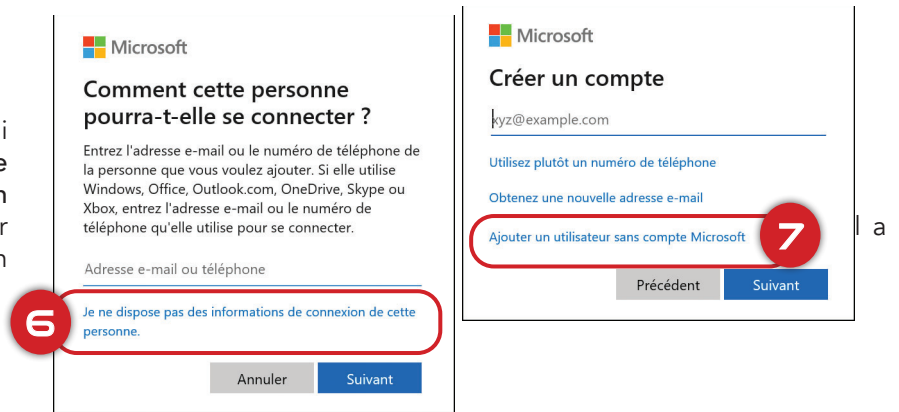 Microsoft
Comment cette personne
pourra-t-elle se connecter ?
Entrez l'adresse e-mail ou le numéro de téléphone de
la personne que vous voulez ajouter. Si elle utilise
Windows, Office, Outlook.com, OneDrive, Skype ou
Xbox, entrez l'adresse e-mail ou le numéro de
téléphone qu'elle utilise pour se connecter.
Adresse e-mail ou téléphone
6
Je ne dispose pas des informations de connexion de cette
personne.
Annuler Suivant
Microsoft
Créer un compte
xyz@example.com
Utilisez plutôt un numéro de téléphone
Obtenez une nouvelle adresse e-mail
Ajouter un utilisateur sans compte Microsoft
7
Précédent Suivant
i
e
n
r
n
l a